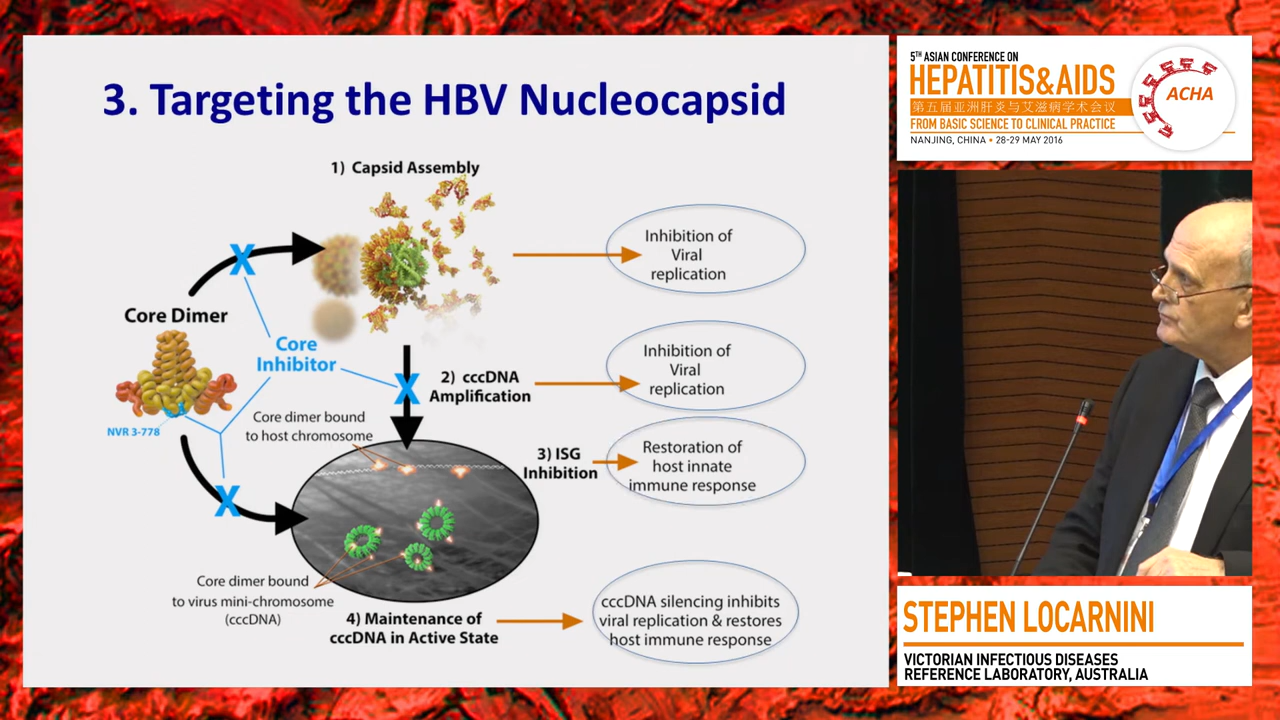 3. Targeting the HBV Nucleocapsid
1) Capsid Assembly
Inhibition of
Viral
replication
Core Dimer
Core
Inhibitor
NVR 3-778
2) cccDNA
Amplification
Inhibition of
Viral
replication
Core dimer bound
to host chromosome
3) ISG
Inhibition
Restoration of
host innate
immune response
Core dimer bound
to virus mini-chromosome
(cccDNA)
4) Maintenance of
cccDNA in Active State
cccDNA silencing inhibits
viral replication & restores
host immune response
5TH ASIAN CONFERENCE ON
HEPATITIS&AIDS
第五届亚洲肝炎与艾滋病学术会议
FROM BASIC SCIENCE TO CLINICAL PRACTICE
NANJING, CHINA • 28-29 MAY 2016
ACHA
STEPHEN LOCARNINI
VICTORIAN INFECTIOUS DISEASES
REFERENCE LABORATORY, AUSTRALIA